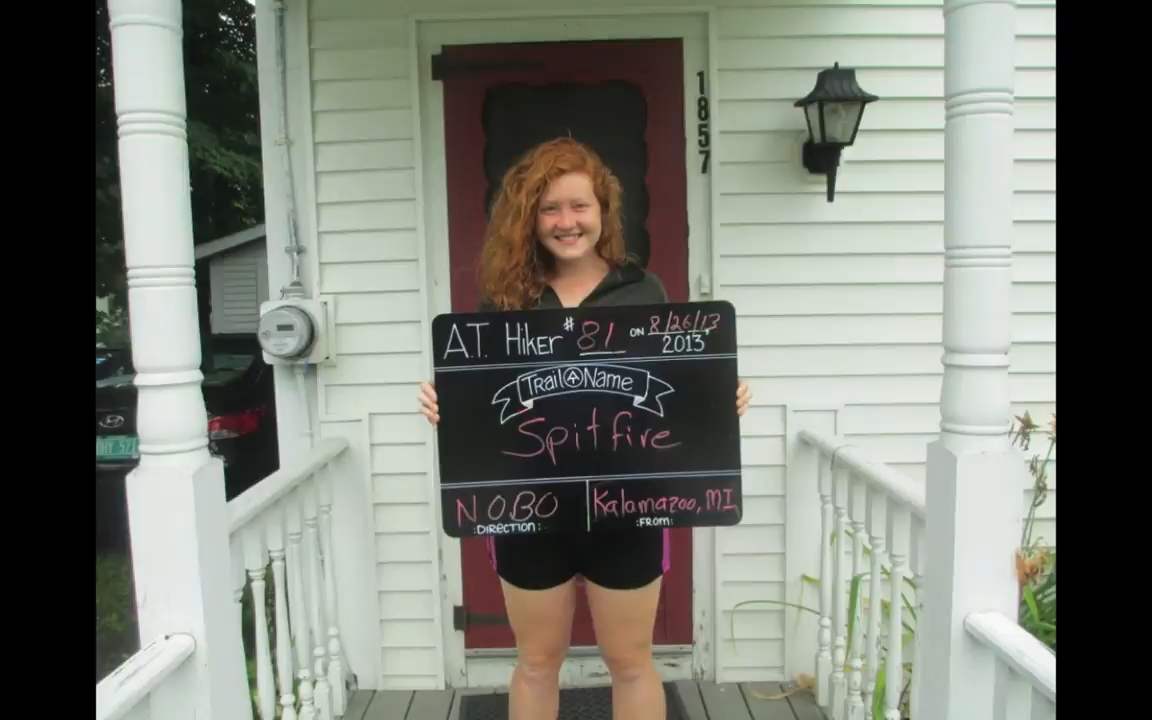 1857
A.T. Hiker #81 ON 8/26/13
2013
Trail Name
Spitfire
NOBO
:DIRECTION:
Kalamazoo, MI
:FROM: